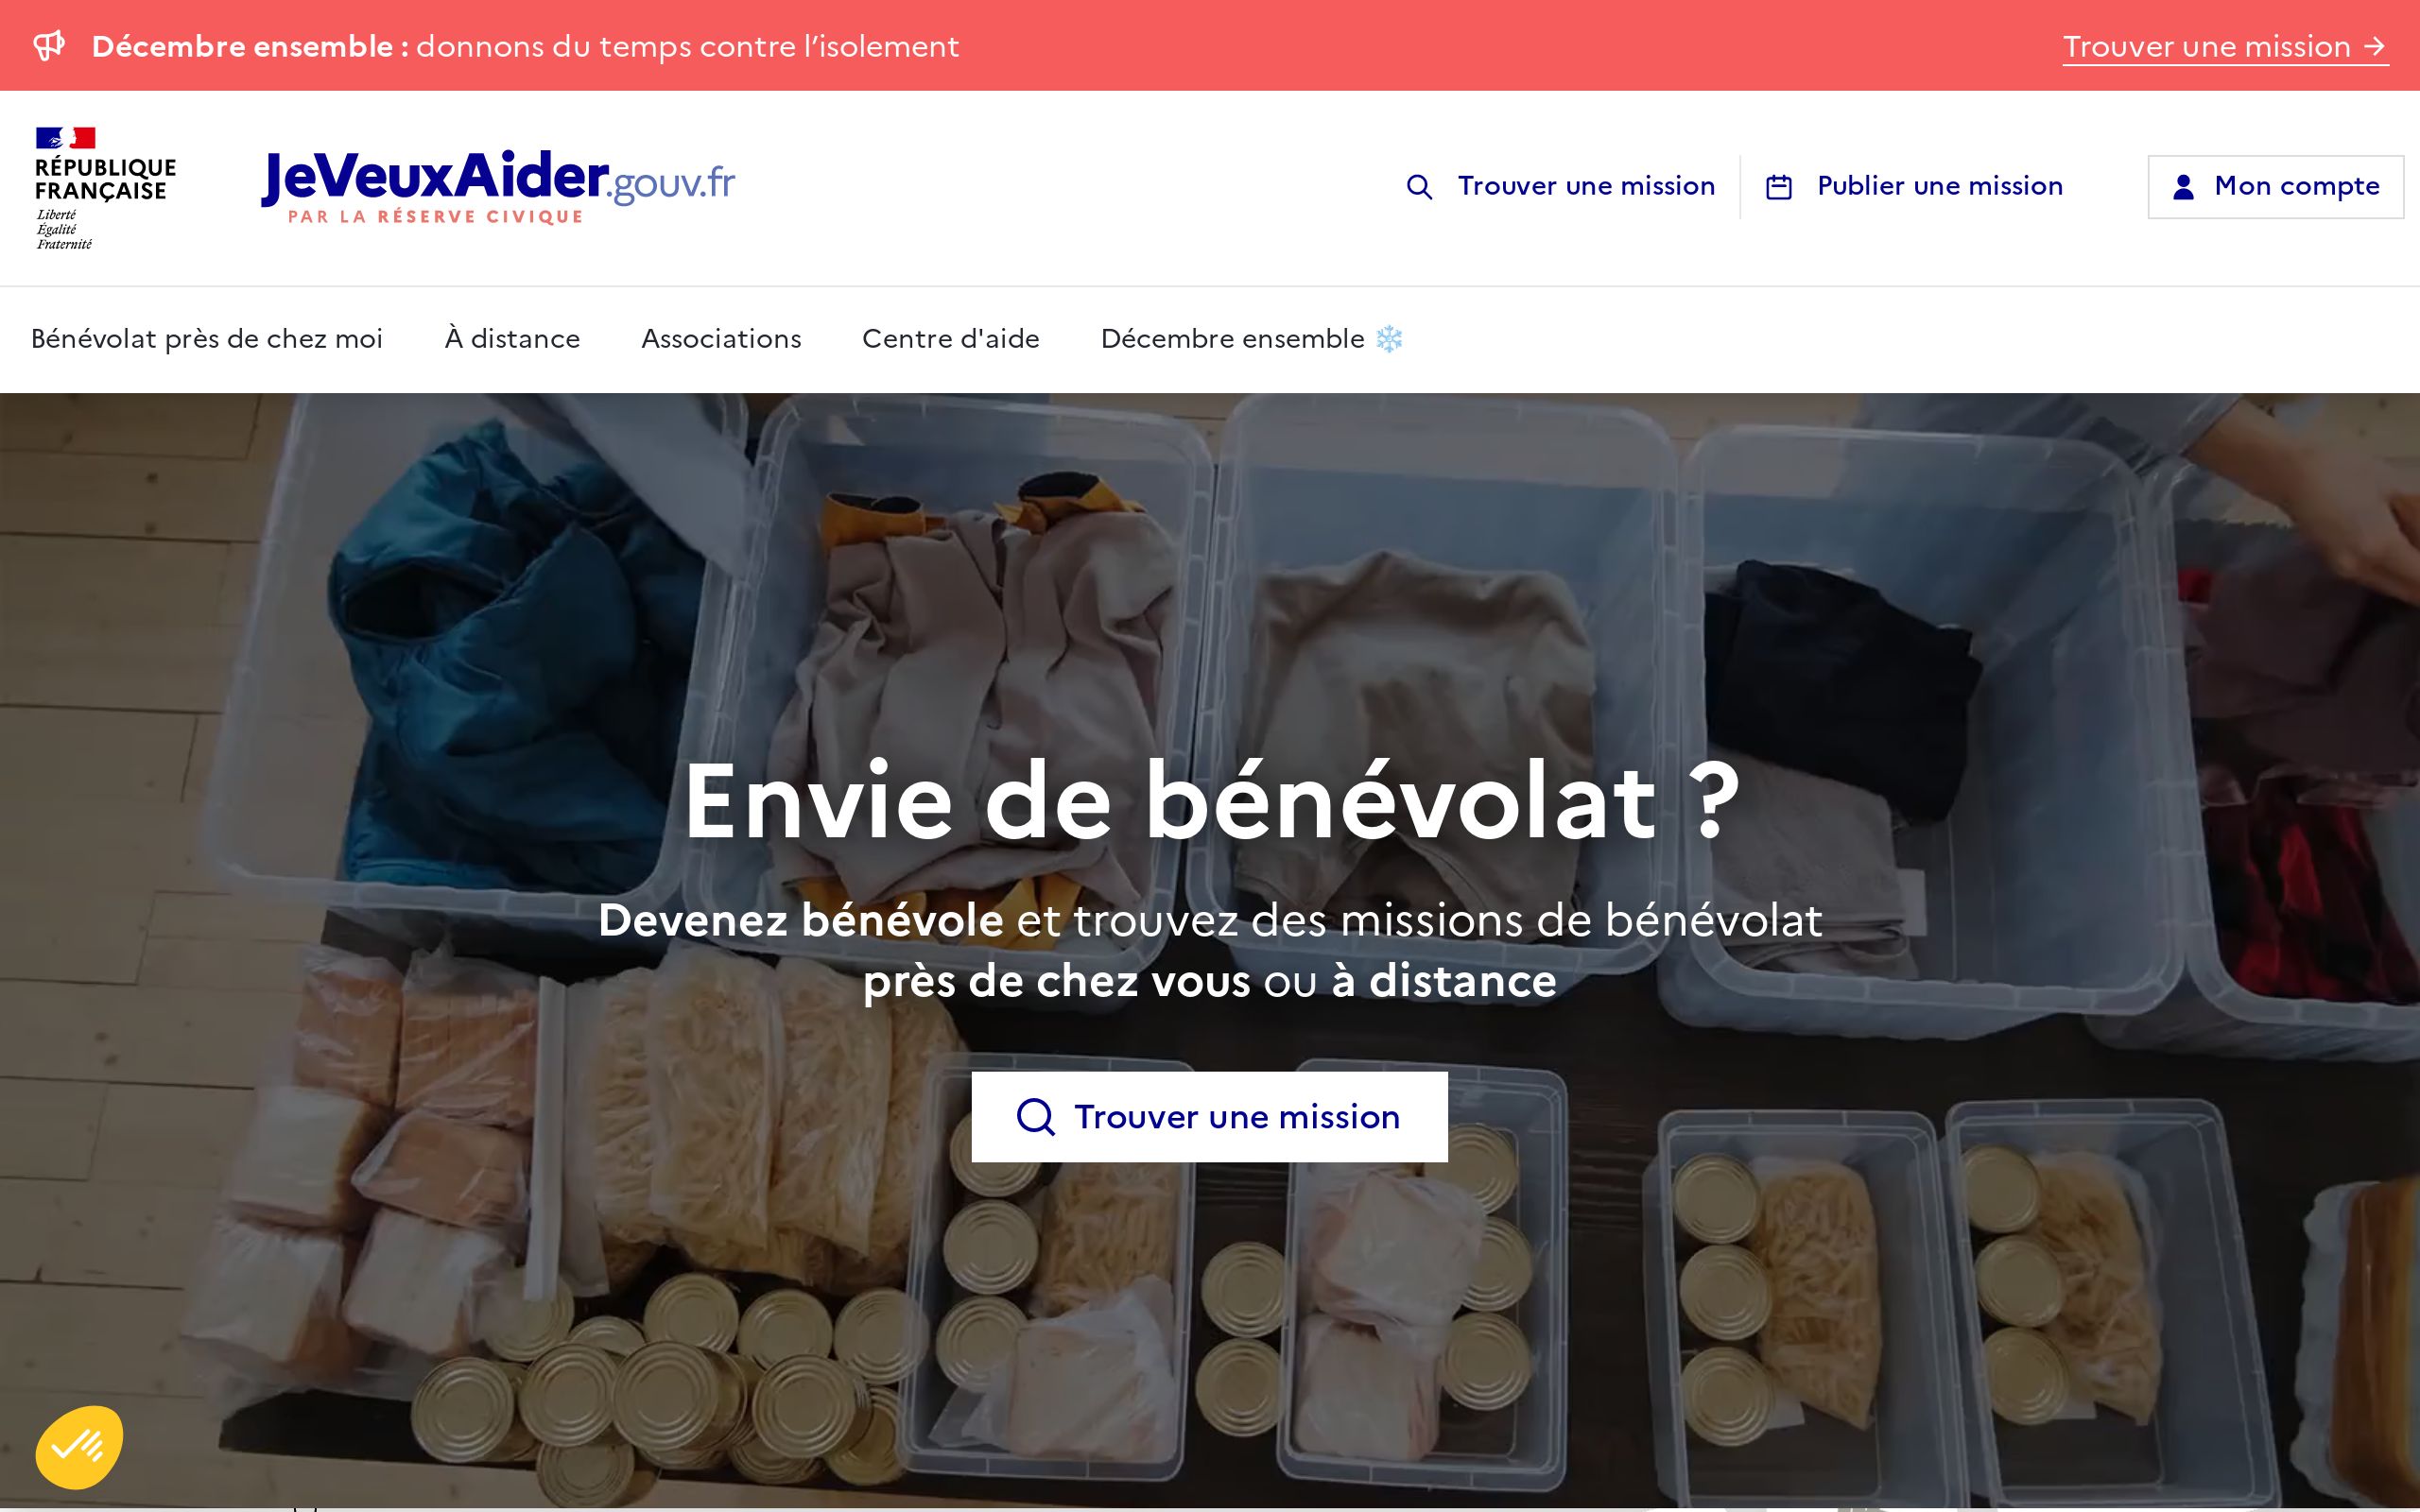 Décembre ensemble : donnons du temps contre l’isolement
Trouver une mission →
RÉPUBLIQUE
FRANÇAISE
Liberté
Égalité
Fraternité
JeVeuxAider.gouv.fr
PAR LA RÉSERVE CIVIQUE
Trouver une mission
Publier une mission
Mon compte
Bénévolat près de chez moi
À distance
Associations
Centre d'aide
Décembre ensemble ❄️
Envie de bénévolat ?
Devenez bénévole et trouvez des missions de bénévolat
près de chez vous ou à distance
Trouver une mission